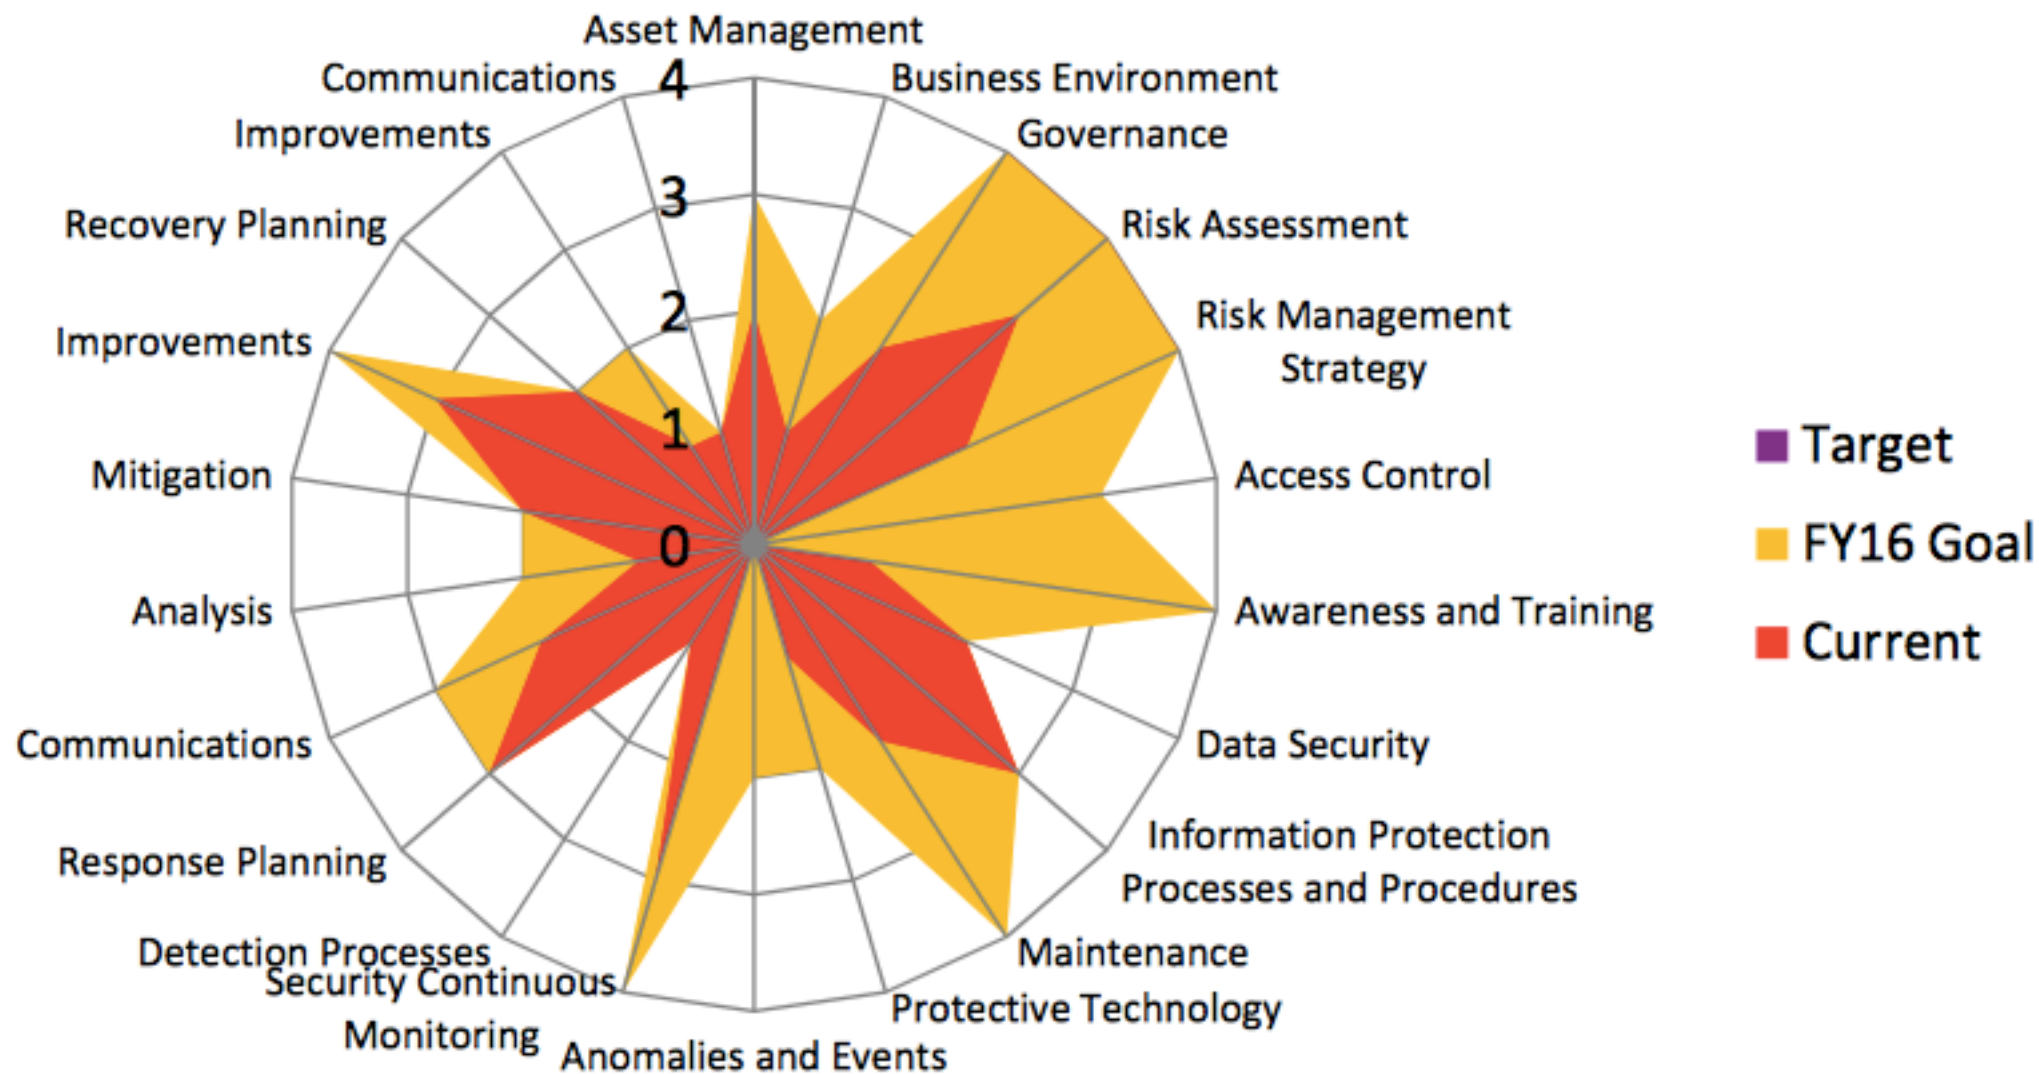 Asset Management
Communications
4
Business Environment
Improvements
Governance
3
Recovery Planning
Risk Assessment
2
Risk Management
Strategy
Improvements
1
Target
Mitigation
Access Control
0
FY16 Goal
Analysis
Awareness and Training
Current
Communications
Data Security
Information Protection
Processes and Procedures
Response Planning
Detection Processes
Maintenance
Security Continuous
Monitoring
Protective Technology
Anomalies and Events